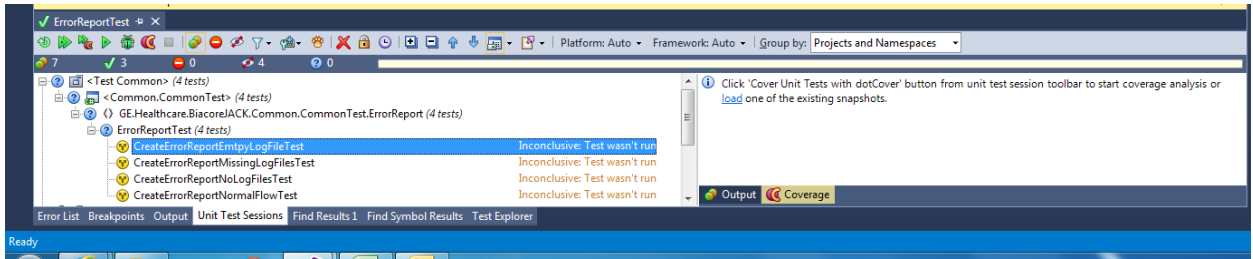 ErrorReportTest
Platform: Auto Framework: Auto Group by: Projects and Namespaces
7 3 0 4 0
<Test Common> (4 tests)
<Common.CommonTest> (4 tests)
GE.Healthcare.BiacoreJACK.Common.CommonTest.ErrorReport (4 tests)
ErrorReportTest (4 tests)
CreateErrorReportEmtpyLogFileTest Inconclusive: Test wasn't run
CreateErrorReportMissingLogFilesTest Inconclusive: Test wasn't run
CreateErrorReportNoLogFilesTest Inconclusive: Test wasn't run
CreateErrorReportNormalFlowTest Inconclusive: Test wasn't run
Click 'Cover Unit Tests with dotCover' button from unit test session toolbar to start coverage analysis or
load one of the existing snapshots.
Output Coverage
Error List Breakpoints Output Unit Test Sessions Find Results 1 Find Symbol Results Test Explorer
Ready